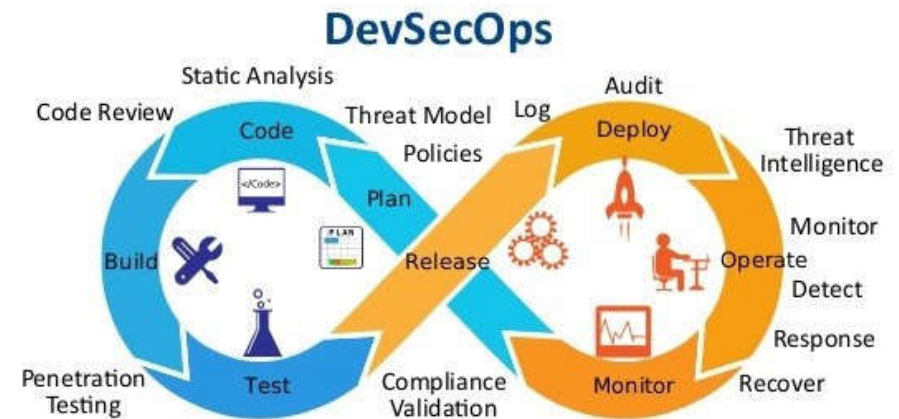 DevSecOps
Static Analysis
Code Review
Code
Threat Model
Policies
Plan
</Code>
PLAN
Build
Test
Penetration
Testing
Release
Compliance
Validation
Log
Audit
Deploy
Threat
Intelligence
Monitor
Operate
Detect
Response
Recover
Monitor